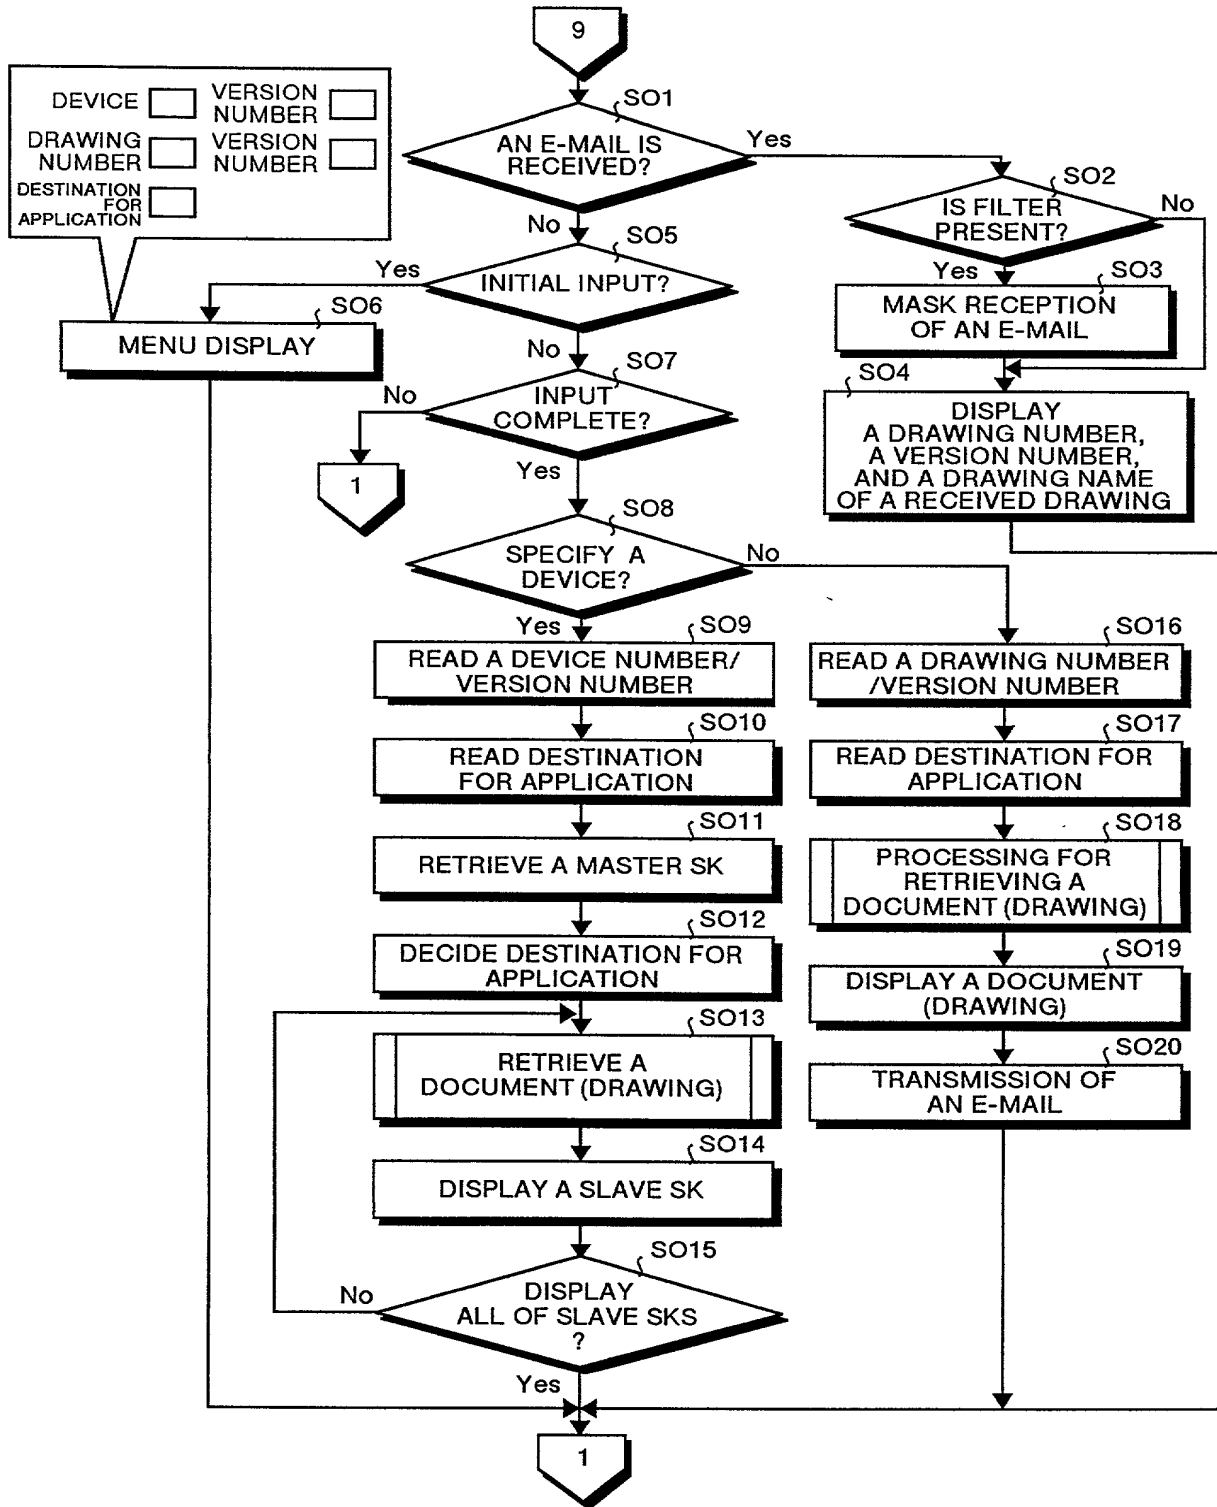 9
DEVICE
VERSION
NUMBER
DRAWING
NUMBER
VERSION
NUMBER
DESTINATION
FOR
APPLICATION
SO1
AN E-MAIL IS
RECEIVED?
Yes
No
SO2
IS FILTER
PRESENT?
No
Yes
SO3
MASK RECEPTION
OF AN E-MAIL
SO4
DISPLAY
A DRAWING NUMBER,
A VERSION NUMBER,
AND A DRAWING NAME
OF A RECEIVED DRAWING
SO5
INITIAL INPUT?
Yes
No
SO6
MENU DISPLAY
SO7
INPUT
COMPLETE?
No
Yes
1
SO8
SPECIFY A
DEVICE?
No
Yes
SO9
READ A DEVICE NUMBER/
VERSION NUMBER
SO10
READ DESTINATION
FOR APPLICATION
SO11
RETRIEVE A MASTER SK
SO12
DECIDE DESTINATION FOR
APPLICATION
SO13
RETRIEVE A
DOCUMENT (DRAWING)
SO14
DISPLAY A SLAVE SK
SO15
DISPLAY
ALL OF SLAVE SKS
?
No
Yes
SO16
READ A DRAWING NUMBER
/VERSION NUMBER
SO17
READ DESTINATION FOR
APPLICATION
SO18
PROCESSING FOR
RETRIEVING A
DOCUMENT (DRAWING)
SO19
DISPLAY A DOCUMENT
(DRAWING)
SO20
TRANSMISSION OF
AN E-MAIL
1